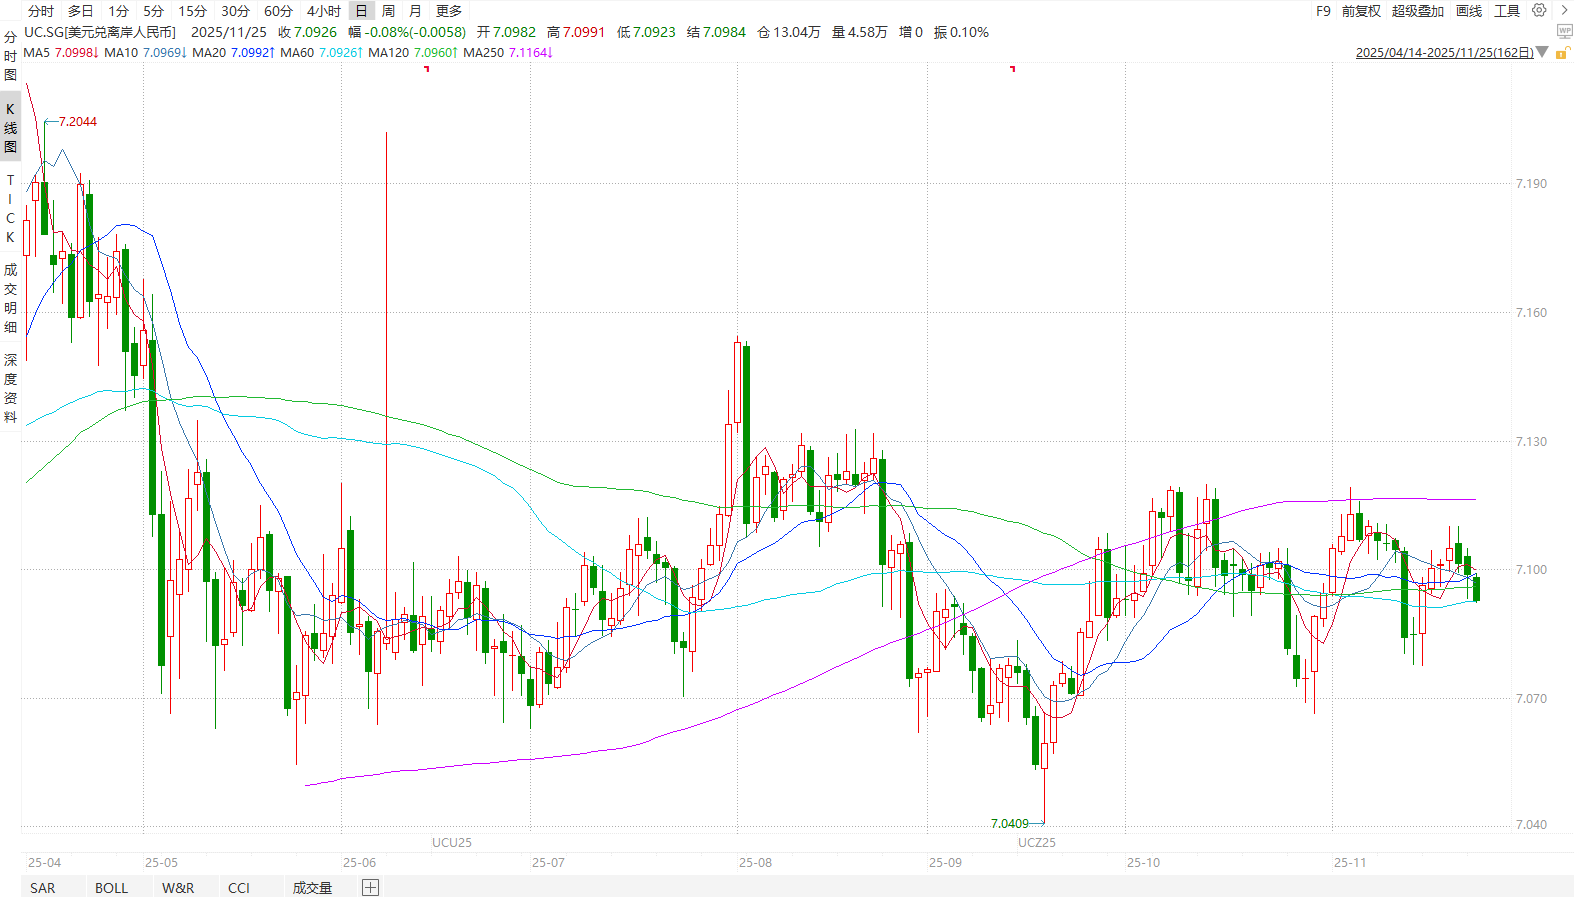 分时 多日 1分 5分 15分 30分 60分 4小时 日 周 月 更多 F9 前复权 超级叠加 画线 工具
UC.SG[美元兑离岸人民币] 2025/11/25 收7.0926 幅-0.08%(-0.0058) 开7.0982 高7.0991 低7.0923 结7.0984 仓13.04万 量4.58万 增0 振0.10%
WP
MA5 7.0998↓ MA10 7.0969↓ MA20 7.0992↑ MA60 7.0926↑ MA120 7.0960↑ MA250 7.1164↓
2025/04/14-2025/11/25(162日)
分时图
K线图
TICK
成交明细
深度资料
7.2044
7.190
7.160
7.130
7.100
7.070
7.0409
7.040
UCU25 UCZ25
25-04 25-05 25-06 25-07 25-08 25-09 25-10 25-11
SAR BOLL W&R CCI 成交量